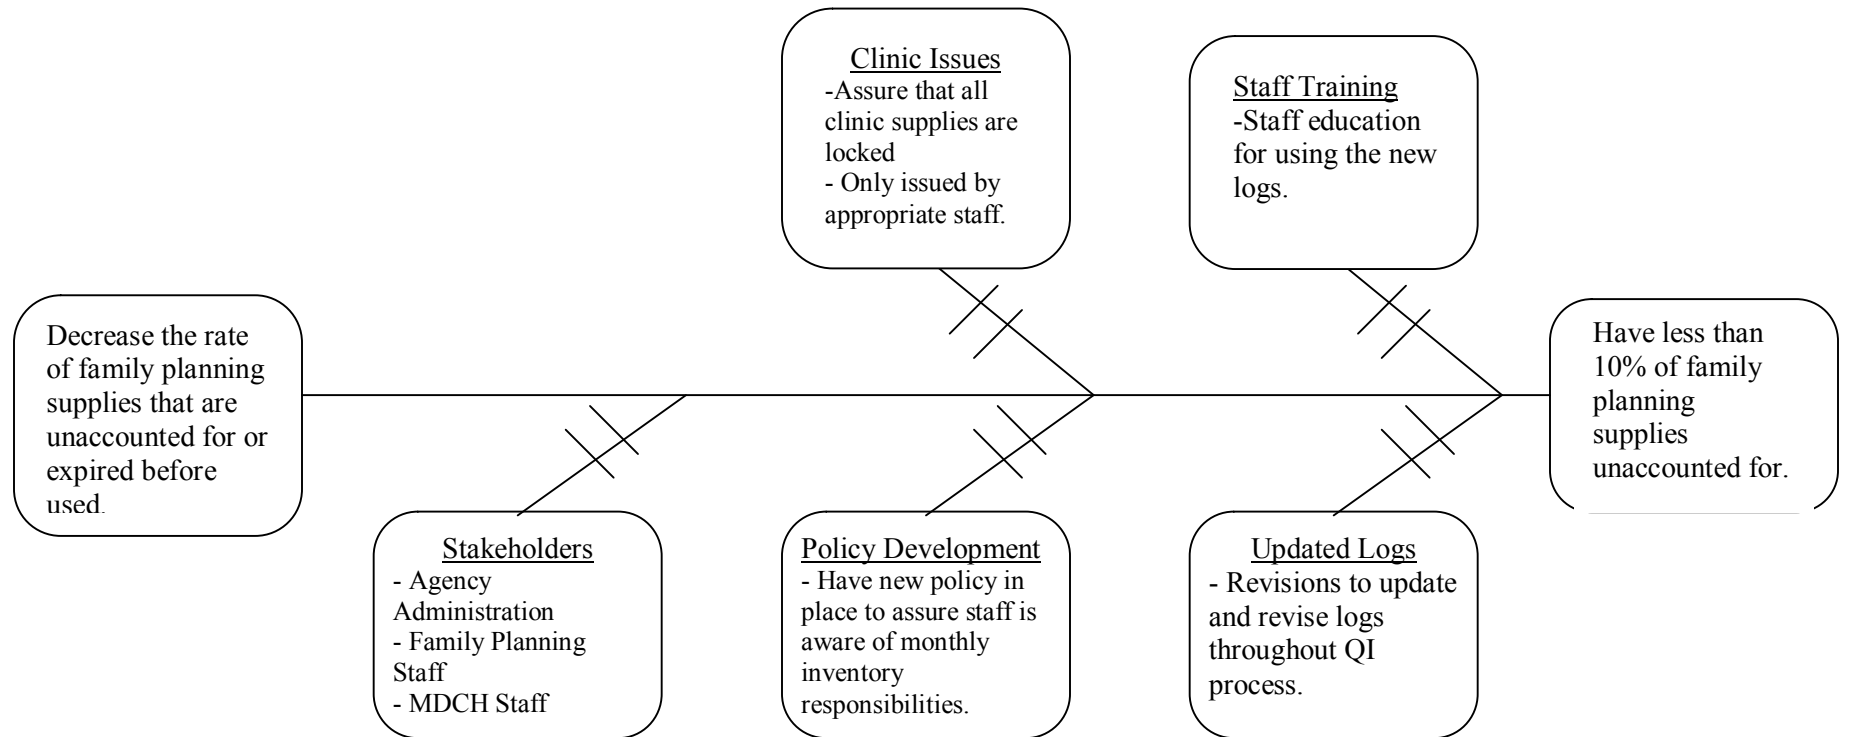 Clinic Issues
-Assure that all
clinic supplies are
locked
- Only issued by
appropriate staff.
Staff Training
-Staff education
for using the new
logs.
Decrease the rate
of family planning
supplies that are
unaccounted for or
expired before
used.
Have less than
10% of family
planning
supplies
unaccounted for.
Stakeholders
- Agency
Administration
- Family Planning
Staff
- MDCH Staff
Policy Development
- Have new policy in
place to assure staff is
aware of monthly
inventory
responsibilities.
Updated Logs
- Revisions to update
and revise logs
throughout QI
process.